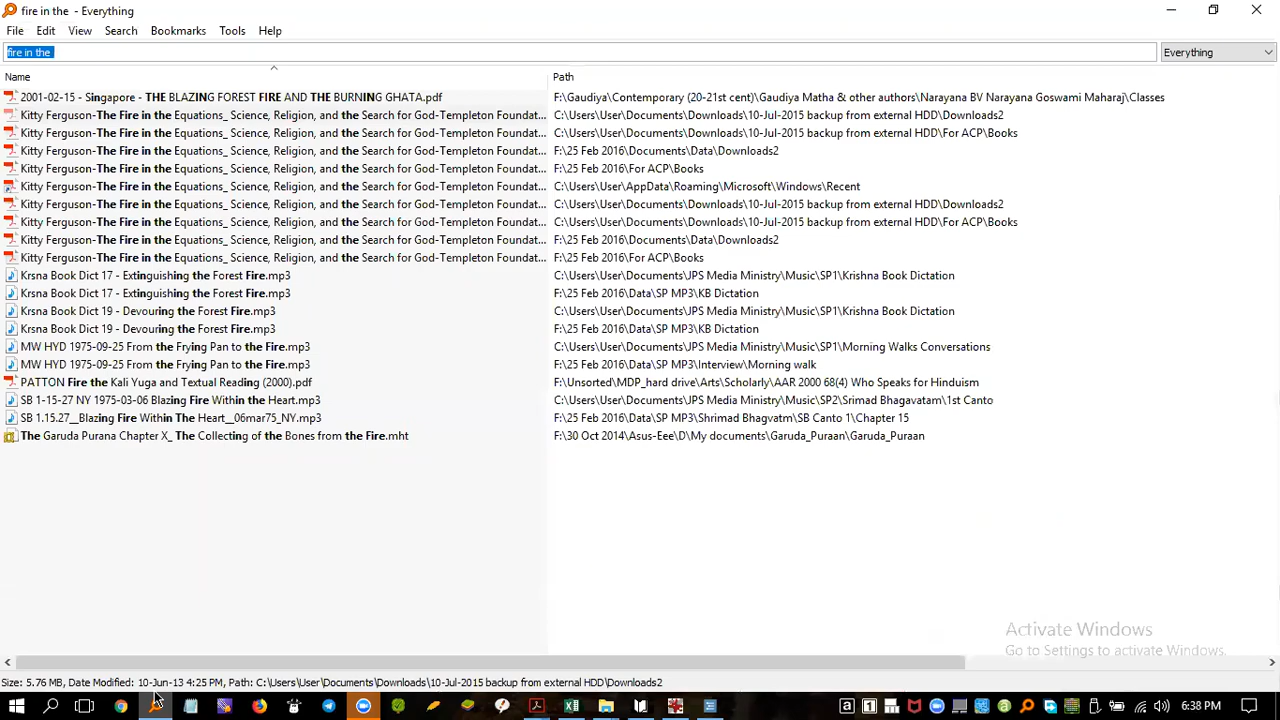 fire in the - Everything
File Edit View Search Bookmarks Tools Help
fire in the Everything
Name Path
2001-02-15 - Singapore - THE BLAZING FOREST FIRE AND THE BURNING GHATA.pdf F:\Gaudiya\Contemporary (20-21st cent)\Gaudiya Matha & other authors\Narayana BV Narayana Goswami Maharaj\Classes
Kitty Ferguson-The Fire in the Equations_ Science, Religion, and the Search for God-Templeton Foundat... C:\Users\User\Documents\Downloads\10-Jul-2015 backup from external HDD\Downloads2
Kitty Ferguson-The Fire in the Equations_ Science, Religion, and the Search for God-Templeton Foundat... C:\Users\User\Documents\Downloads\10-Jul-2015 backup from external HDD\For ACP\Books
Kitty Ferguson-The Fire in the Equations_ Science, Religion, and the Search for God-Templeton Foundat... F:\25 Feb 2016\Documents\Data\Downloads2
Kitty Ferguson-The Fire in the Equations_ Science, Religion, and the Search for God-Templeton Foundat... F:\25 Feb 2016\For ACP\Books
Kitty Ferguson-The Fire in the Equations_ Science, Religion, and the Search for God-Templeton Foundat... C:\Users\User\AppData\Roaming\Microsoft\Windows\Recent
Kitty Ferguson-The Fire in the Equations_ Science, Religion, and the Search for God-Templeton Foundat... C:\Users\User\Documents\Downloads\10-Jul-2015 backup from external HDD\Downloads2
Kitty Ferguson-The Fire in the Equations_ Science, Religion, and the Search for God-Templeton Foundat... C:\Users\User\Documents\Downloads\10-Jul-2015 backup from external HDD\For ACP\Books
Kitty Ferguson-The Fire in the Equations_ Science, Religion, and the Search for God-Templeton Foundat... F:\25 Feb 2016\Documents\Data\Downloads2
Kitty Ferguson-The Fire in the Equations_ Science, Religion, and the Search for God-Templeton Foundat... F:\25 Feb 2016\For ACP\Books
Krsna Book Dict 17 - Extinguishing the Forest Fire.mp3 C:\Users\User\Documents\JPS Media Ministry\Music\SP1\Krishna Book Dictation
Krsna Book Dict 17 - Extinguishing the Forest Fire.mp3 F:\25 Feb 2016\Data\SP MP3\KB Dictation
Krsna Book Dict 19 - Devouring the Forest Fire.mp3 C:\Users\User\Documents\JPS Media Ministry\Music\SP1\Krishna Book Dictation
Krsna Book Dict 19 - Devouring the Forest Fire.mp3 F:\25 Feb 2016\Data\SP MP3\KB Dictation
MW HYD 1975-09-25 From the Frying Pan to the Fire.mp3 C:\Users\User\Documents\JPS Media Ministry\Music\SP1\Morning Walks Conversations
MW HYD 1975-09-25 From the Frying Pan to the Fire.mp3 F:\25 Feb 2016\Data\SP MP3\Interview\Morning walk
PATTON Fire the Kali Yuga and Textual Reading (2000).pdf F:\Unsorted\MDP_hard drive\Arts\Scholarly\AAR 2000 68(4) Who Speaks for Hinduism
SB 1-15-27 NY 1975-03-06 Blazing Fire Within the Heart.mp3 C:\Users\User\Documents\JPS Media Ministry\Music\SP2\Srimad Bhagavatam\1st Canto
SB 1.15.27__Blazing Fire Within The Heart__06mar75_NY.mp3 F:\25 Feb 2016\Data\SP MP3\Shrimad Bhagvatm\SB Canto 1\Chapter 15
The Garuda Purana Chapter X_ The Collecting of the Bones from the Fire.mht F:\30 Oct 2014\Asus-Eee\D\My documents\Garuda_Puraan\Garuda_Puraan
Activate Windows
Go to Settings to activate Windows.
Size: 5.76 MB, Date Modified: 10-Jun-13 4:25 PM, Path: C:\Users\User\Documents\Downloads\10-Jul-2015 backup from external HDD\Downloads2
6:38 PM